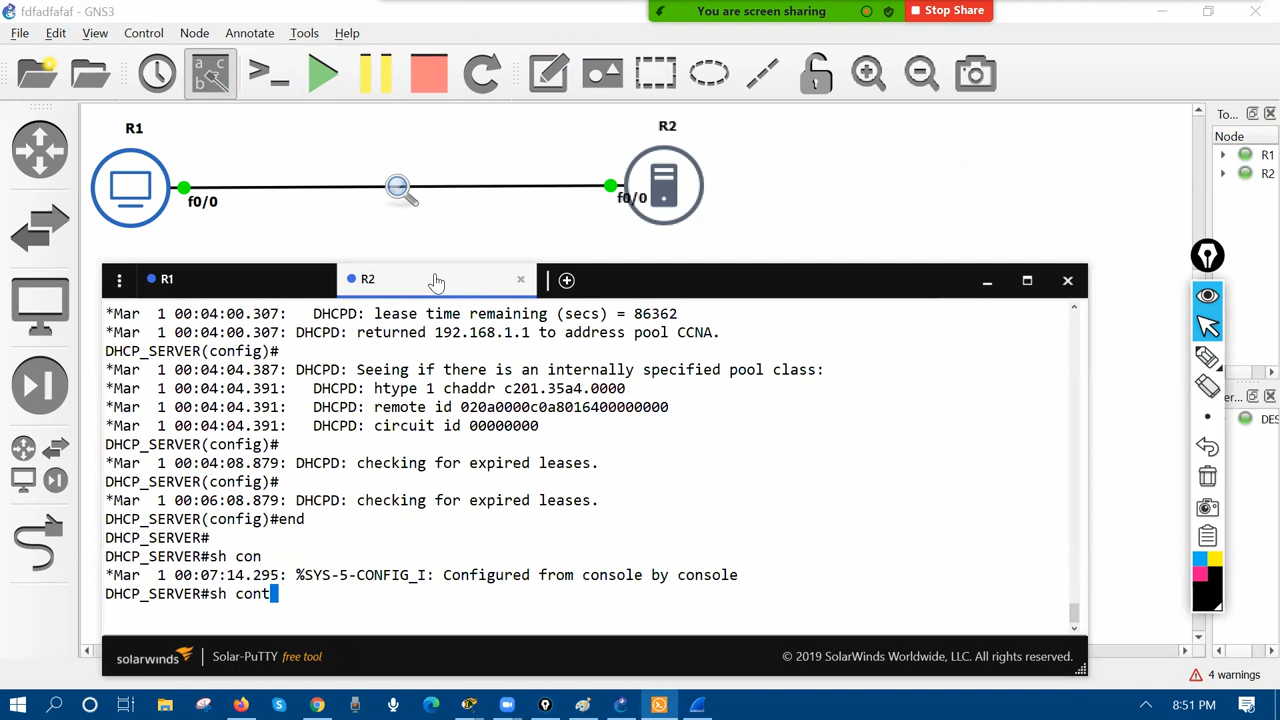 fdfadfafaf - GNS3
You are screen sharing
Stop Share
File Edit View Control Node Annotate Tools Help
R1
R2
f0/0
f0/0
To...
Node
R1
R2
R1
R2
*Mar  1 00:04:00.307:   DHCPD: lease time remaining (secs) = 86362
*Mar  1 00:04:00.307:   DHCPD: returned 192.168.1.1 to address pool CCNA.
DHCP_SERVER(config)#
*Mar  1 00:04:04.387: DHCPD: Seeing if there is an internally specified pool class:
*Mar  1 00:04:04.391:   DHCPD: htype 1 chaddr c201.35a4.0000
*Mar  1 00:04:04.391:   DHCPD: remote id 020a0000c0a8016400000000
*Mar  1 00:04:04.391:   DHCPD: circuit id 00000000
DHCP_SERVER(config)#
*Mar  1 00:04:08.879: DHCPD: checking for expired leases.
DHCP_SERVER(config)#
*Mar  1 00:06:08.879: DHCPD: checking for expired leases.
DHCP_SERVER(config)#end
DHCP_SERVER#
DHCP_SERVER#sh con
*Mar  1 00:07:14.295: %SYS-5-CONFIG_I: Configured from console by console
DHCP_SERVER#sh cont
er...
DES
solarwinds Solar-PuTTY free tool
© 2019 SolarWinds Worldwide, LLC. All rights reserved.
4 warnings
8:51 PM